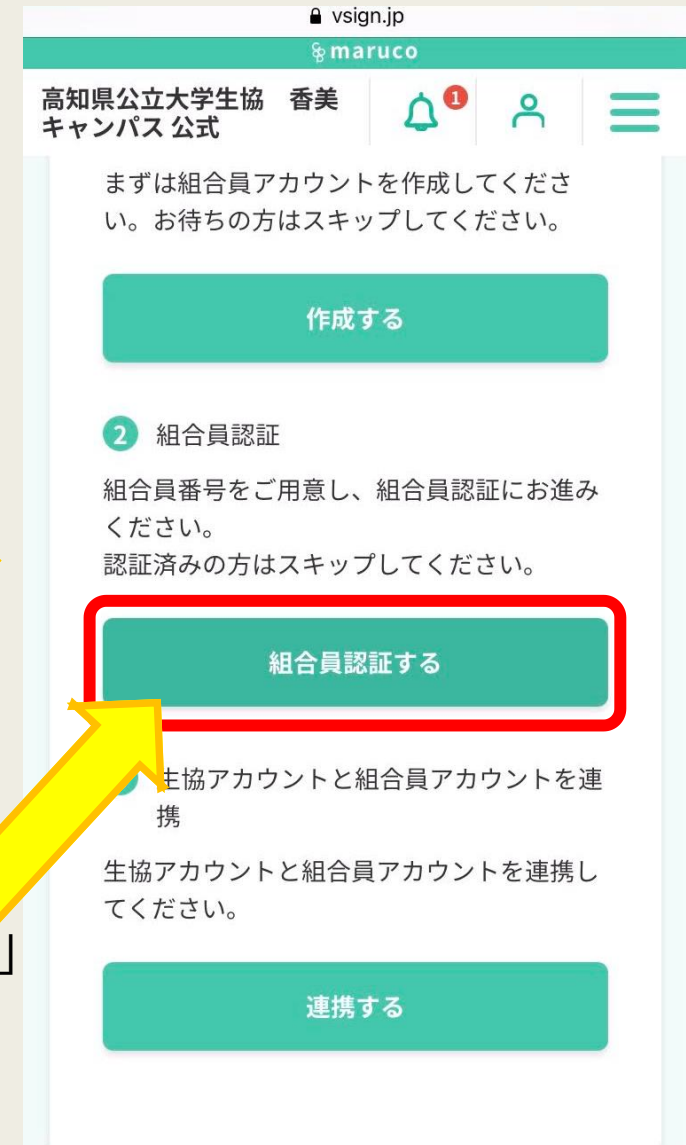 vsign.jp
maruco
高知県公立大学生協 香美
キャンパス 公式
1
まずは組合員アカウントを作成してくださ
い。お待ちの方はスキップしてください。
作成する
2 組合員認証
組合員番号をご用意し、組合員認証にお進み
ください。
認証済みの方はスキップしてください。
組合員認証する
生協アカウントと組合員アカウントを連
携
生協アカウントと組合員アカウントを連携し
てください。
」
連携する